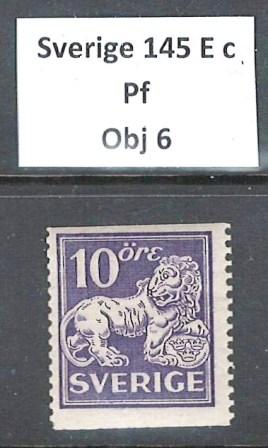 Sverige 145 E c
Pf
Obj 6
10 öre
SVERIGE